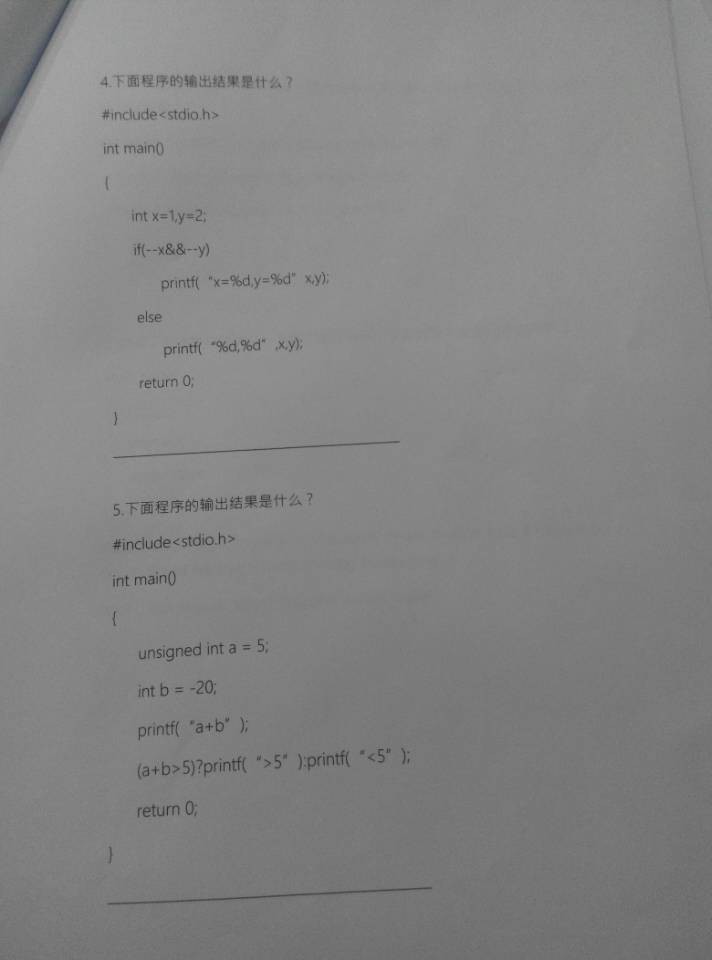 4.下面程序的输出结果是什么？
#include<stdio.h>
int main()
{
int x=1,y=2;
if(--x&&--y)
printf( “x=%d,y=%d” x,y);
else
printf( “%d,%d” ,x,y);
return 0;
}
5.下面程序的输出结果是什么？
#include<stdio.h>
int main()
{
unsigned int a = 5;
int b = -20;
printf( “a+b” );
(a+b>5)?printf( “>5” ):printf( “<5” );
return 0;
}